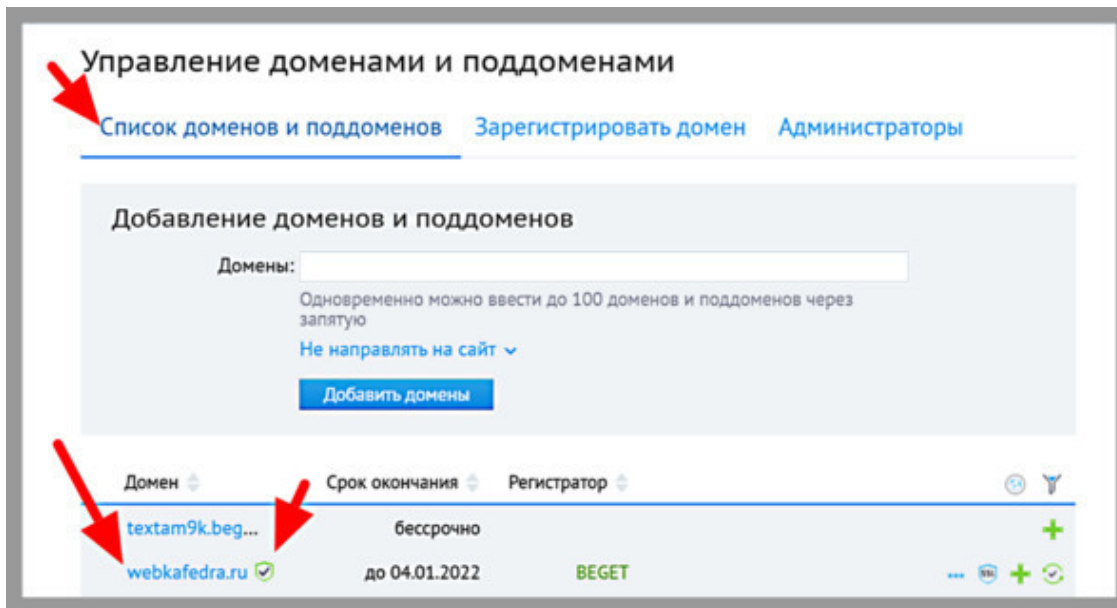 Управление доменами и поддоменами
Список доменов и поддоменов Зарегистрировать домен Администраторы
Добавление доменов и поддоменов
Домены:
Одновременно можно ввести до 100 доменов и поддоменов через
запятую
Не направлять на сайт
Добавить домены
Домен Срок окончания Регистратор
textam9k.beg... бессрочно
webkafedra.ru до 04.01.2022 BEGET ... SSL